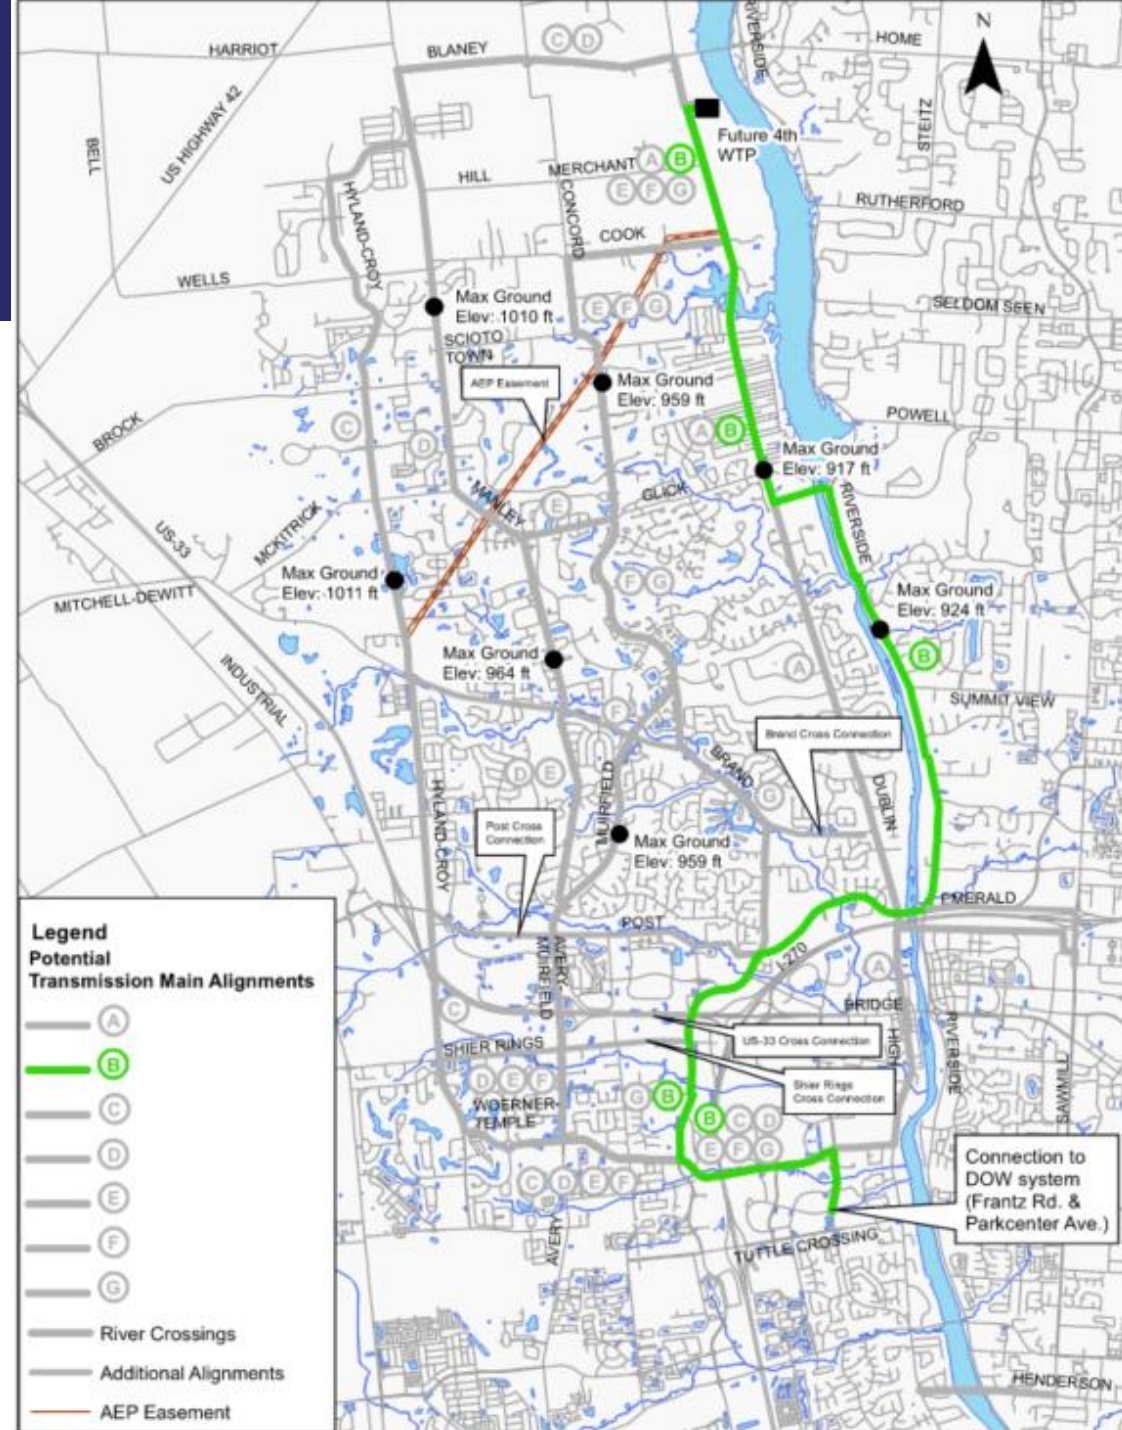 HARRIOT
BLANEY
C D
RIVERSIDE
HOME
N
US HIGHWAY 42
BELL
STEITZ
Future 4th
WTP
MERCHANT A B
HILL
E F G
CONCORD
HYLAND-CROY
RUTHERFORD
COOK
WELLS
Max Ground
Elev: 1010 ft
E F G
SELDOM SEEN
SCIOTO
TOWN
AEP Easement
Max Ground
Elev: 959 ft
BROCK
C
D
A B
POWELL
Max Ground
Elev: 917 ft
MANLEY
GLICK
E
RIVERSIDE
US-33
MCKITRICK
Max Ground
Elev: 1011 ft
F G
MITCHELL-DEWITT
Max Ground
Elev: 924 ft
Max Ground
Elev: 964 ft
A
B
INDUSTRIAL
SUMMIT VIEW
F
Brand Cross Connection
BRAND
D E
G
MUIRFIELD
DUBLIN
HYLAND-CROY
Post Cross
Connection
Max Ground
Elev: 959 ft
EMERALD
POST
AVERY-
MUIRFIELD
I-270
A
C
BRIDGE
US-33 Cross Connection
SHIER RINGS
HIGH
RIVERSIDE
SAWMILL
Shier Rings
Cross Connection
D E F
G B
WOERNER-
TEMPLE
B C D
E F G
C D E F
Connection to
DOW system
(Frantz Rd. &
Parkcenter Ave.)
AVERY
TUTTLE CROSSING
HENDERSON
Legend
Potential
Transmission Main Alignments
A
B
C
D
E
F
G
River Crossings
Additional Alignments
AEP Easement